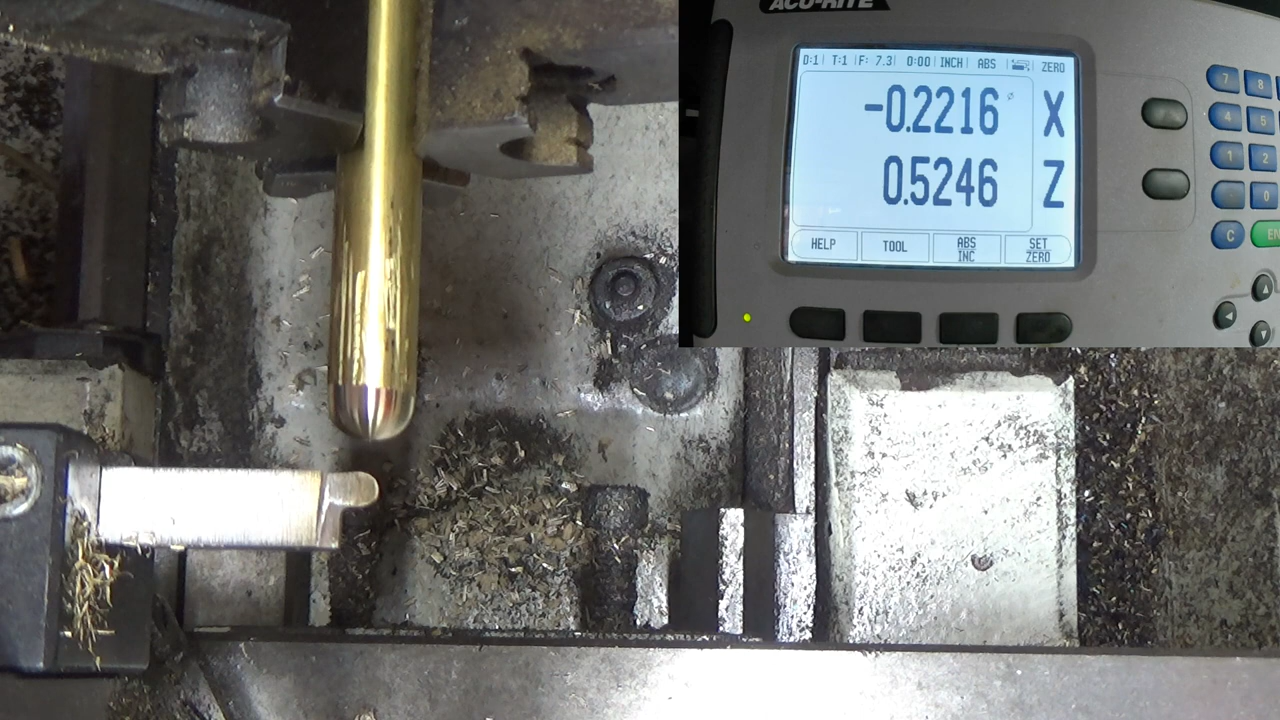 ACU-RITE
D:1 | T:1 | F: 7.3 | 0:00 | INCH | ABS | ZERO
-0.2216 ⌀ X
0.5246 Z
HELP TOOL ABS INC SET ZERO
7 8
4 5
1 2
0
C EN